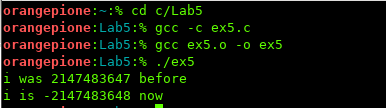 orangepione:~:% cd c/Lab5
orangepione:Lab5:% gcc -c ex5.c
orangepione:Lab5:% gcc ex5.o -o ex5
orangepione:Lab5:% ./ex5
i was 2147483647 before
i is -2147483648 now